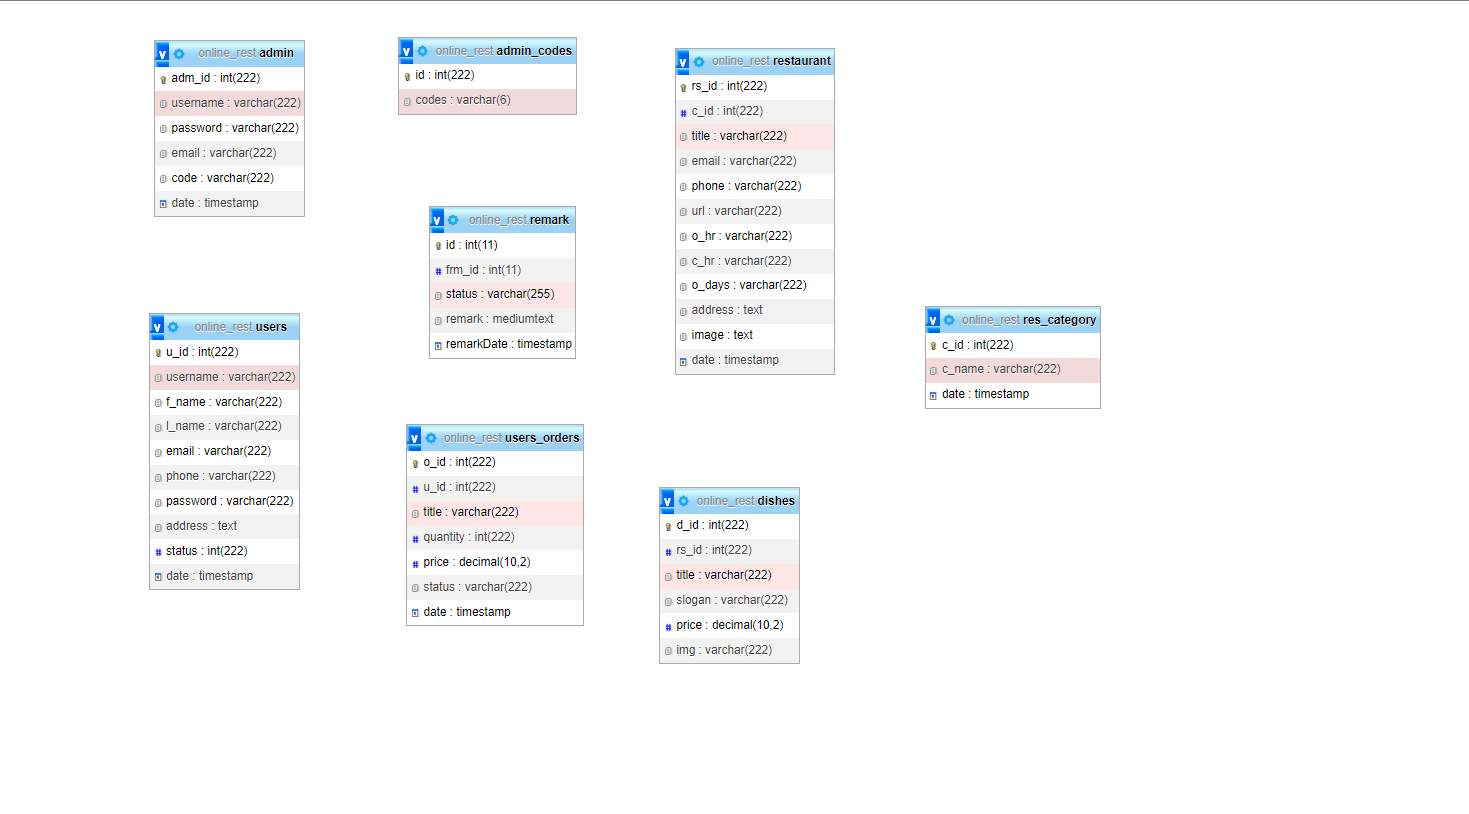 online_rest admin
adm_id : int(222)
username : varchar(222)
password : varchar(222)
email : varchar(222)
code : varchar(222)
date : timestamp
online_rest admin_codes
id : int(222)
codes : varchar(6)
online_rest restaurant
rs_id : int(222)
c_id : int(222)
title : varchar(222)
email : varchar(222)
phone : varchar(222)
url : varchar(222)
o_hr : varchar(222)
c_hr : varchar(222)
o_days : varchar(222)
address : text
image : text
date : timestamp
online_rest remark
id : int(11)
frm_id : int(11)
status : varchar(255)
remark : mediumtext
remarkDate : timestamp
online_rest res_category
c_id : int(222)
c_name : varchar(222)
date : timestamp
online_rest users
u_id : int(222)
username : varchar(222)
f_name : varchar(222)
l_name : varchar(222)
email : varchar(222)
phone : varchar(222)
password : varchar(222)
address : text
status : int(222)
date : timestamp
online_rest users_orders
o_id : int(222)
u_id : int(222)
title : varchar(222)
quantity : int(222)
price : decimal(10,2)
status : varchar(222)
date : timestamp
online_rest dishes
d_id : int(222)
rs_id : int(222)
title : varchar(222)
slogan : varchar(222)
price : decimal(10,2)
img : varchar(222)